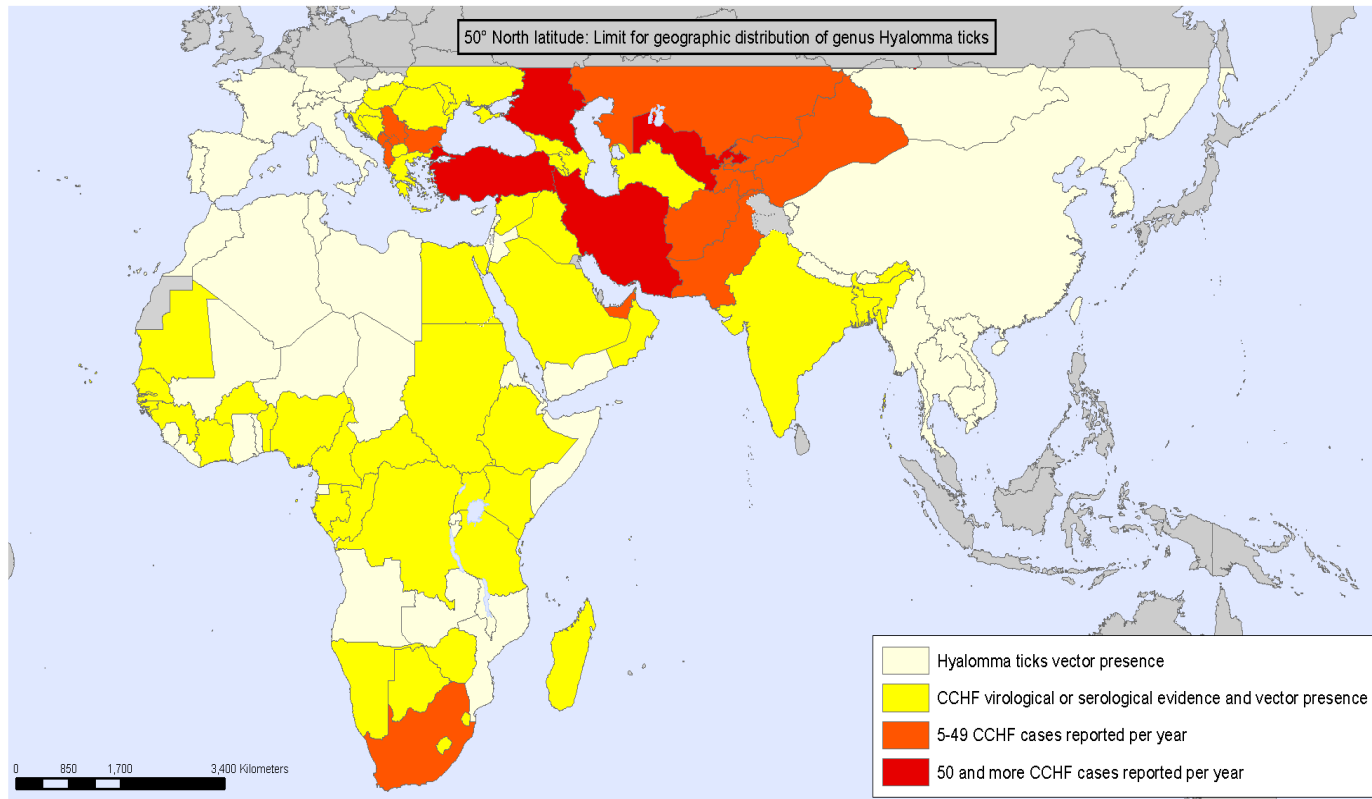 50° North latitude: Limit for geographic distribution of genus Hyalomma ticks
Hyalomma ticks vector presence
CCHF virological or serological evidence and vector presence
5-49 CCHF cases reported per year
50 and more CCHF cases reported per year
0 850 1,700 3,400 Kilometers